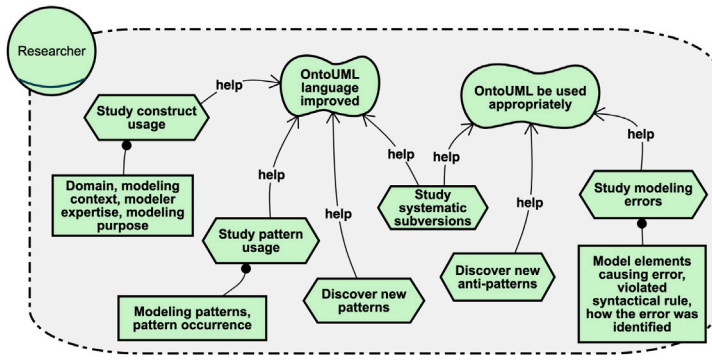 Researcher
OntoUML
language
improved
OntoUML be used
appropriately
help
Study construct
usage
help
help
help
Domain, modeling
context, modeler
expertise, modeling
purpose
help
Study
systematic
subversions
Study modeling
errors
help
help
Study pattern
usage
Discover new
patterns
Discover new
anti-patterns
Model elements
causing error,
violated
syntactical rule,
how the error was
identified
Modeling patterns,
pattern occurrence